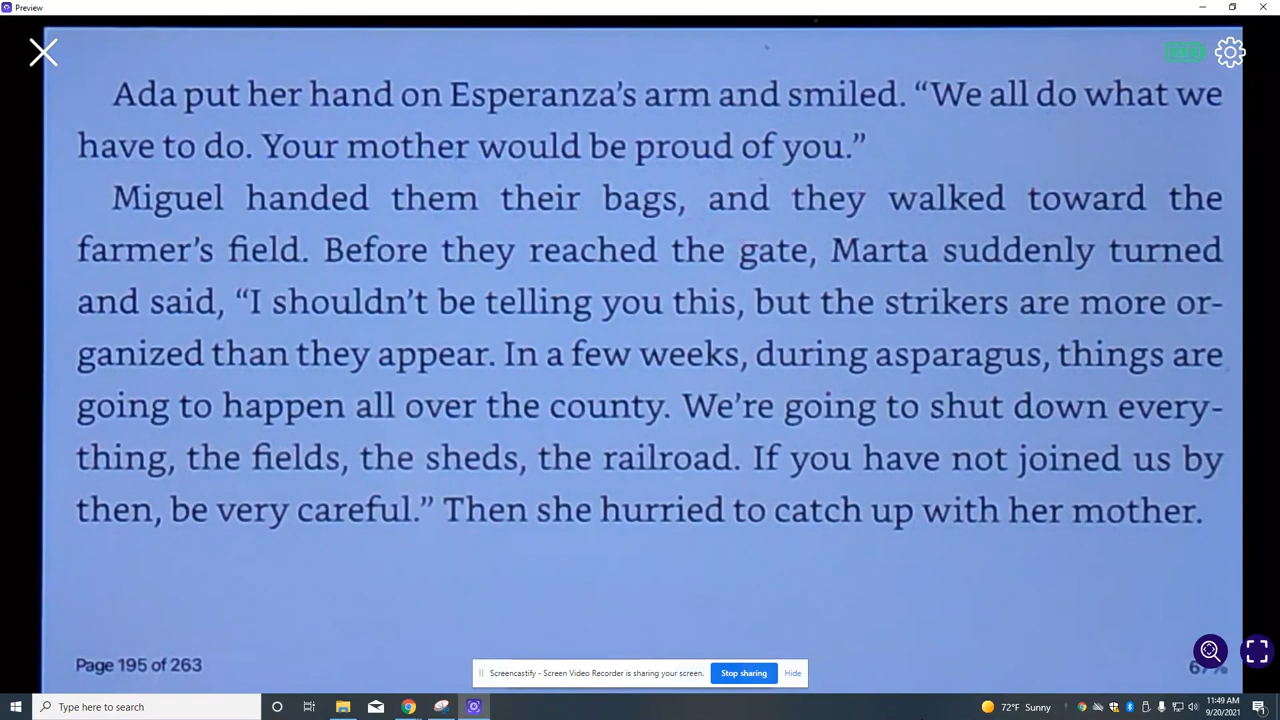 Preview
Ada put her hand on Esperanza’s arm and smiled. “We all do what we
have to do. Your mother would be proud of you.”
Miguel handed them their bags, and they walked toward the
farmer’s field. Before they reached the gate, Marta suddenly turned
and said, “I shouldn’t be telling you this, but the strikers are more or-
ganized than they appear. In a few weeks, during asparagus, things are
going to happen all over the county. We’re going to shut down every-
thing, the fields, the sheds, the railroad. If you have not joined us by
then, be very careful.” Then she hurried to catch up with her mother.
Page 195 of 263
67%
Screencastify - Screen Video Recorder is sharing your screen. Stop sharing Hide
Type here to search
72°F Sunny
11:49 AM
9/20/2021